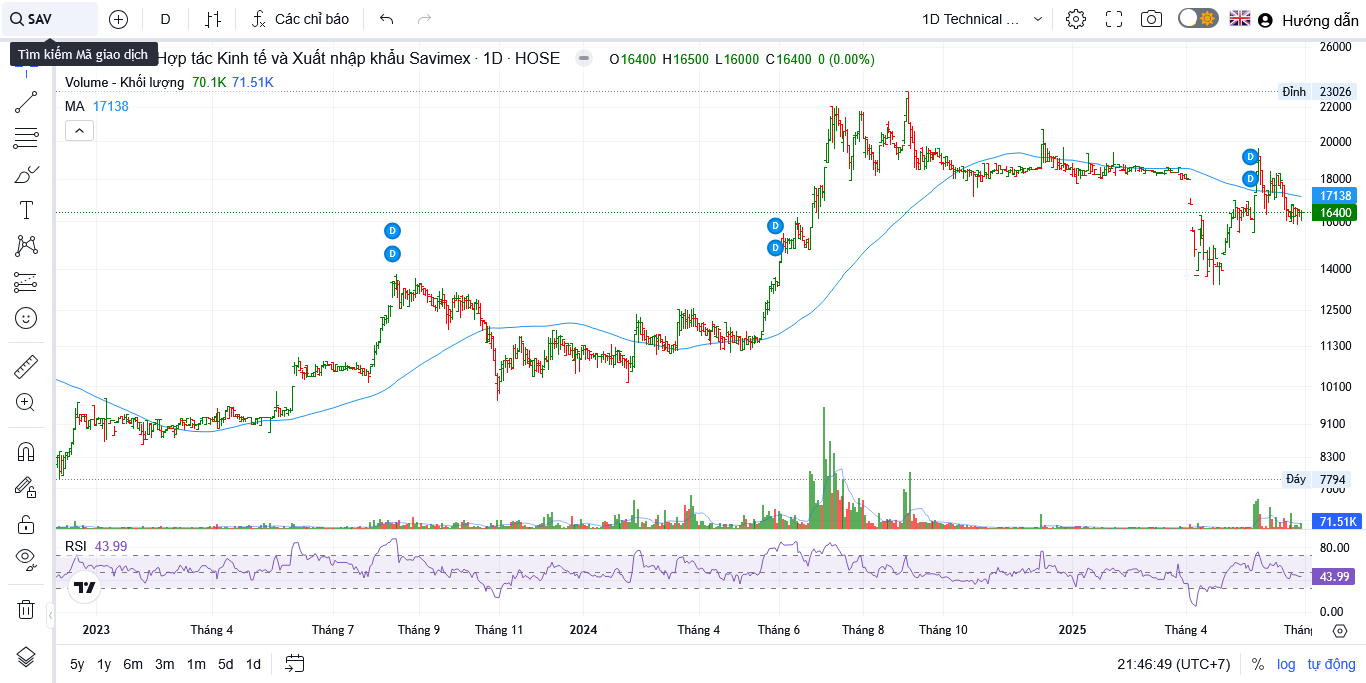 SAV
D
Các chỉ báo
1D Technical ...
Hướng dẫn
Tìm kiếm Mã giao dịch
Hợp tác Kinh tế và Xuất nhập khẩu Savimex · 1D · HOSE
O16400 H16500 L16000 C16400 0 (0.00%)
Volume - Khối lượng 70.1K 71.51K
MA 17138
26000
Đỉnh 23026
22000
20000
18000
17138
16400
16000
14000
12500
11300
10100
9100
8300
Đáy 7794
7000
71.51K
D
D
D
D
D
D
RSI 43.99
80.00
43.99
0.00
2023 Tháng 4 Tháng 7 Tháng 9 Tháng 11 2024 Tháng 4 Tháng 6 Tháng 8 Tháng 10 2025 Tháng 4 Thán
5y 1y 6m 3m 1m 5d 1d
21:46:49 (UTC+7) % log tự động